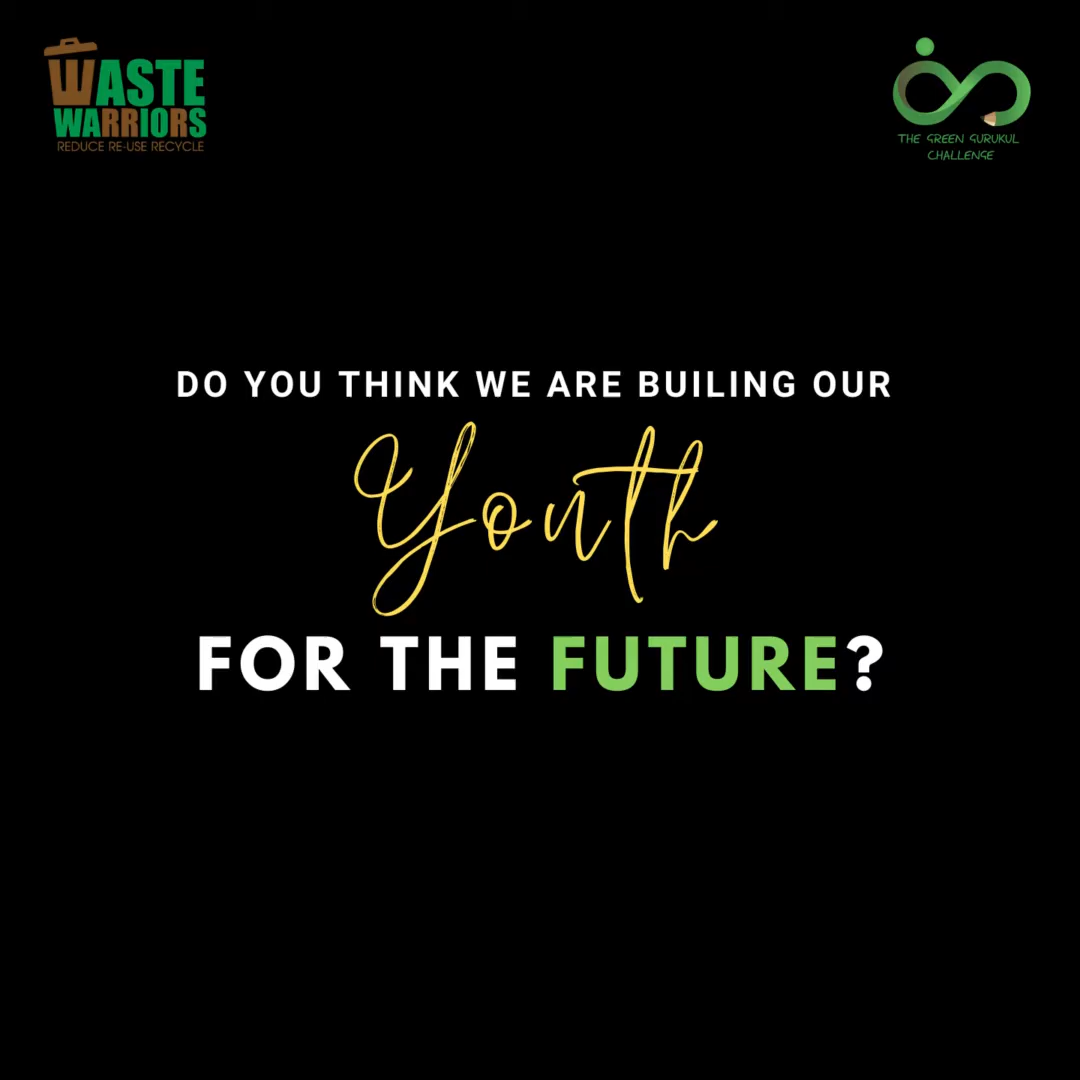 WASTE
WARRIORS
REDUCE RE-USE RECYCLE
THE GREEN GURUKUL
CHALLENGE
DO YOU THINK WE ARE BUILING OUR
Youth
FOR THE FUTURE?